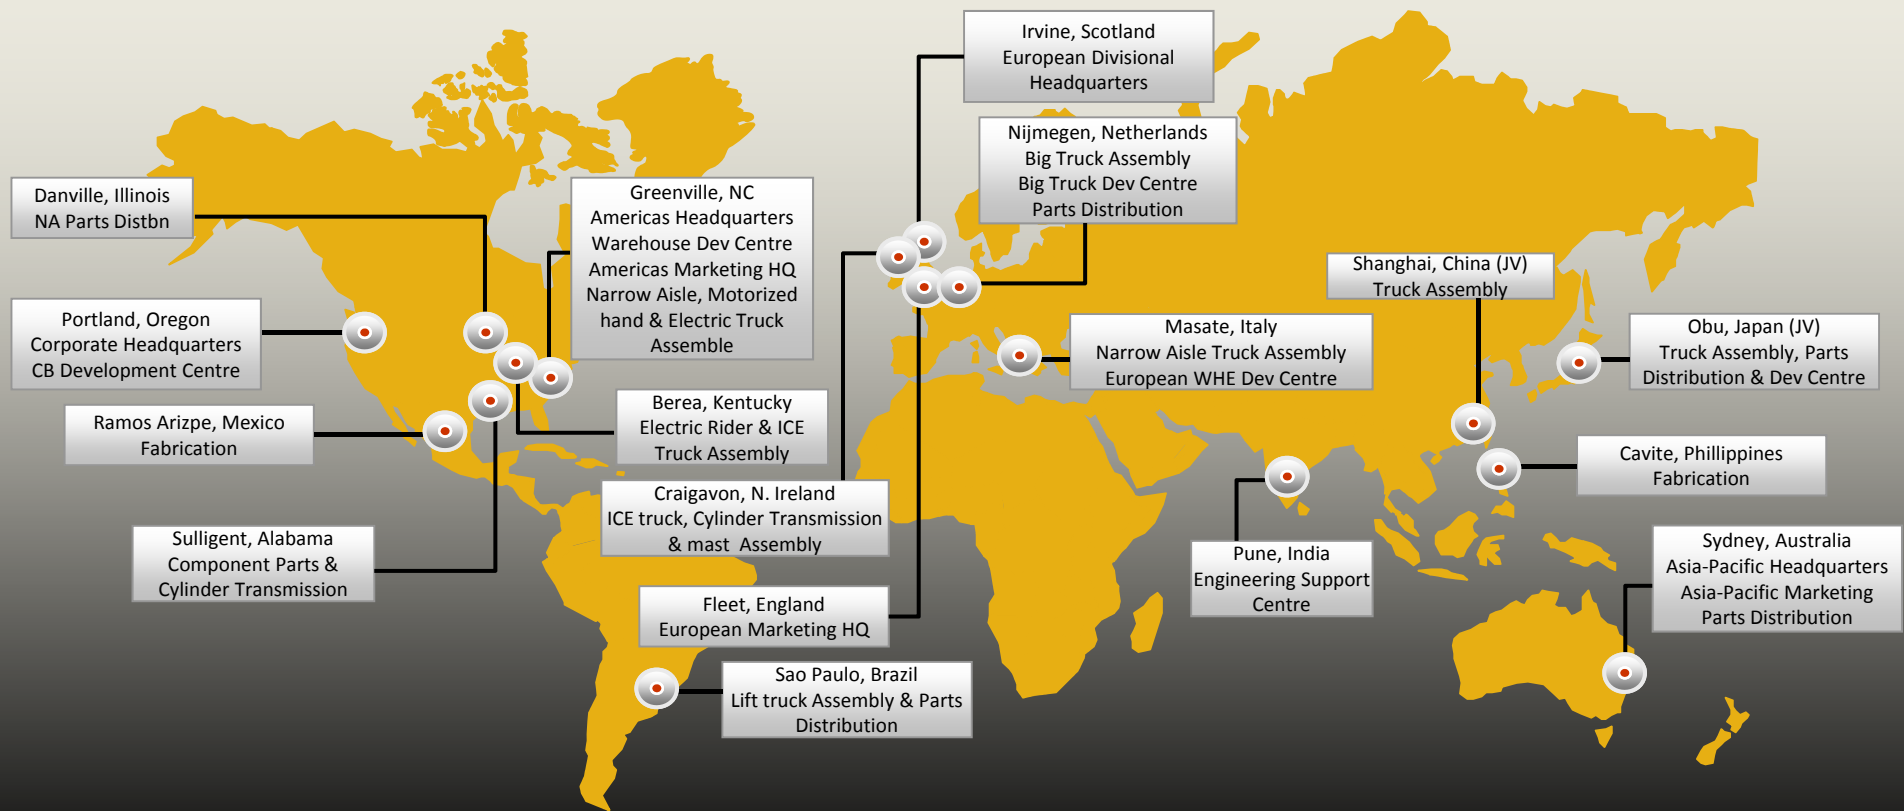 Irvine, Scotland
European Divisional
Headquarters
Nijmegen, Netherlands
Big Truck Assembly
Big Truck Dev Centre
Parts Distribution
Danville, Illinois
NA Parts Distbn
Greenville, NC
Americas Headquarters
Warehouse Dev Centre
Americas Marketing HQ
Narrow Aisle, Motorized
hand & Electric Truck
Assemble
Shanghai, China (JV)
Truck Assembly
Portland, Oregon
Corporate Headquarters
CB Development Centre
Masate, Italy
Narrow Aisle Truck Assembly
European WHE Dev Centre
Obu, Japan (JV)
Truck Assembly, Parts
Distribution & Dev Centre
Ramos Arizpe, Mexico
Fabrication
Berea, Kentucky
Electric Rider & ICE
Truck Assembly
Cavite, Phillippines
Fabrication
Craigavon, N. Ireland
ICE truck, Cylinder Transmission
& mast  Assembly
Sulligent, Alabama
Component Parts &
Cylinder Transmission
Pune, India
Engineering Support
Centre
Sydney, Australia
Asia-Pacific Headquarters
Asia-Pacific Marketing
Parts Distribution
Fleet, England
European Marketing HQ
Sao Paulo, Brazil
Lift truck Assembly & Parts
Distribution